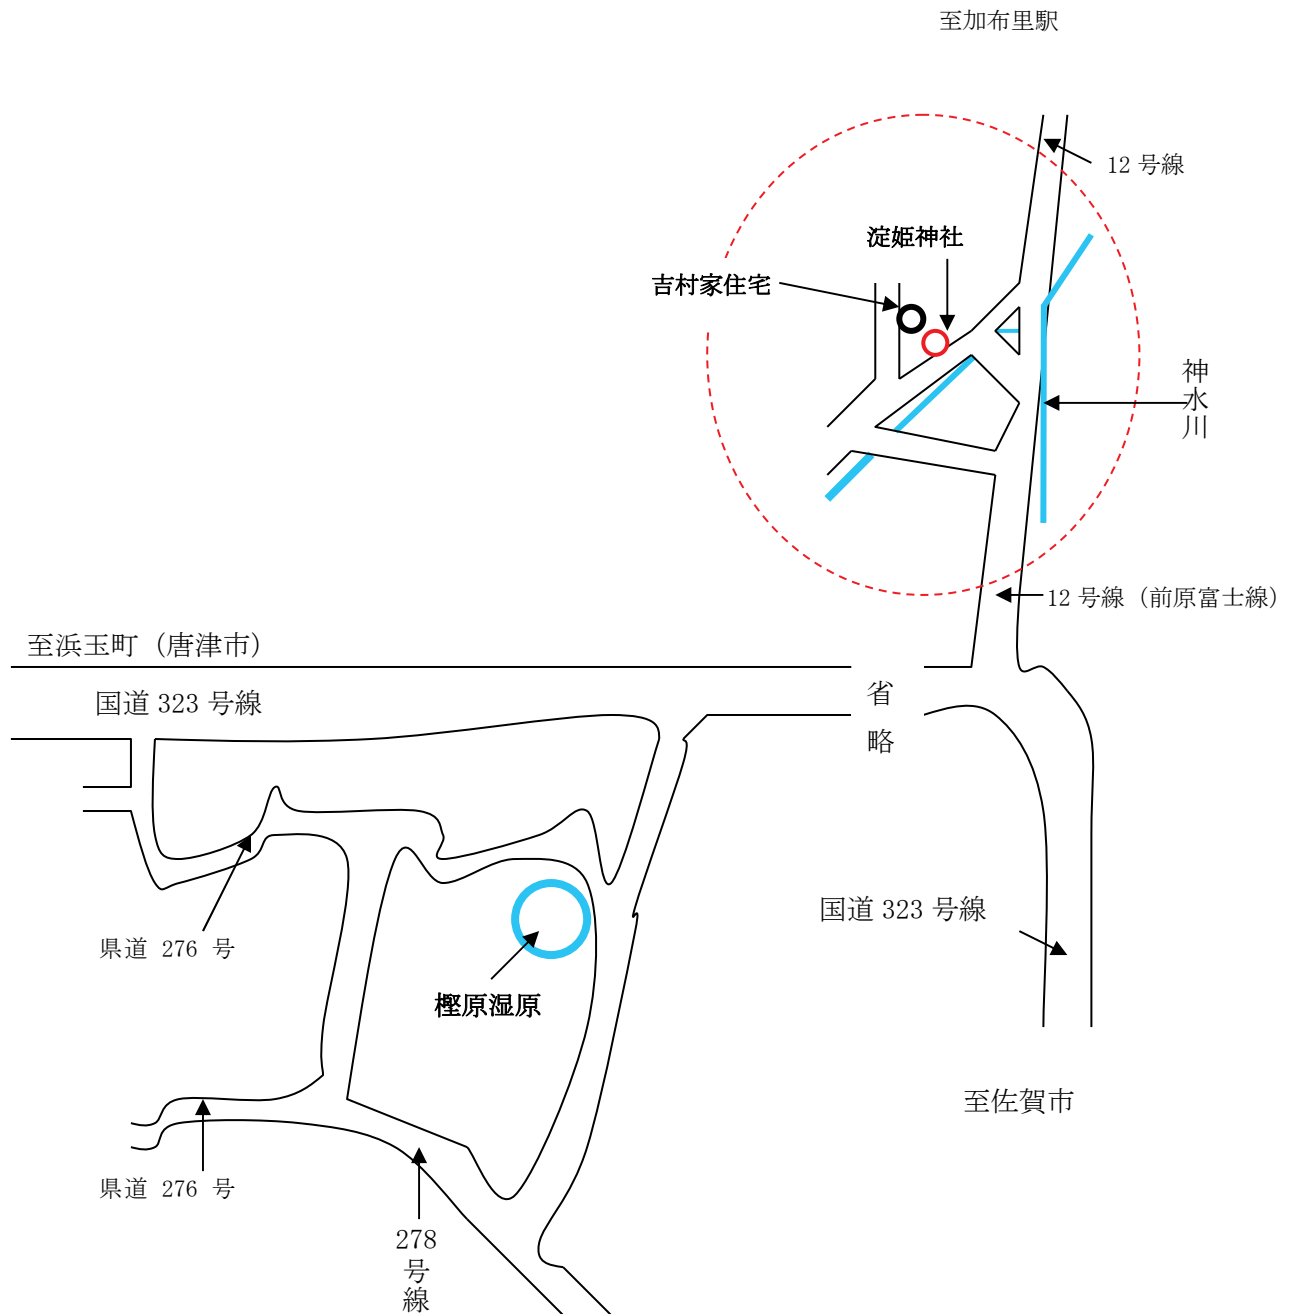 至加布里駅
12 号線
淀姫神社
吉村家住宅
神水川
12 号線（前原富士線）
至浜玉町（唐津市）
国道 323 号線
省略
国道 323 号線
県道 276 号
樫原湿原
至佐賀市
県道 276 号
278
号
線